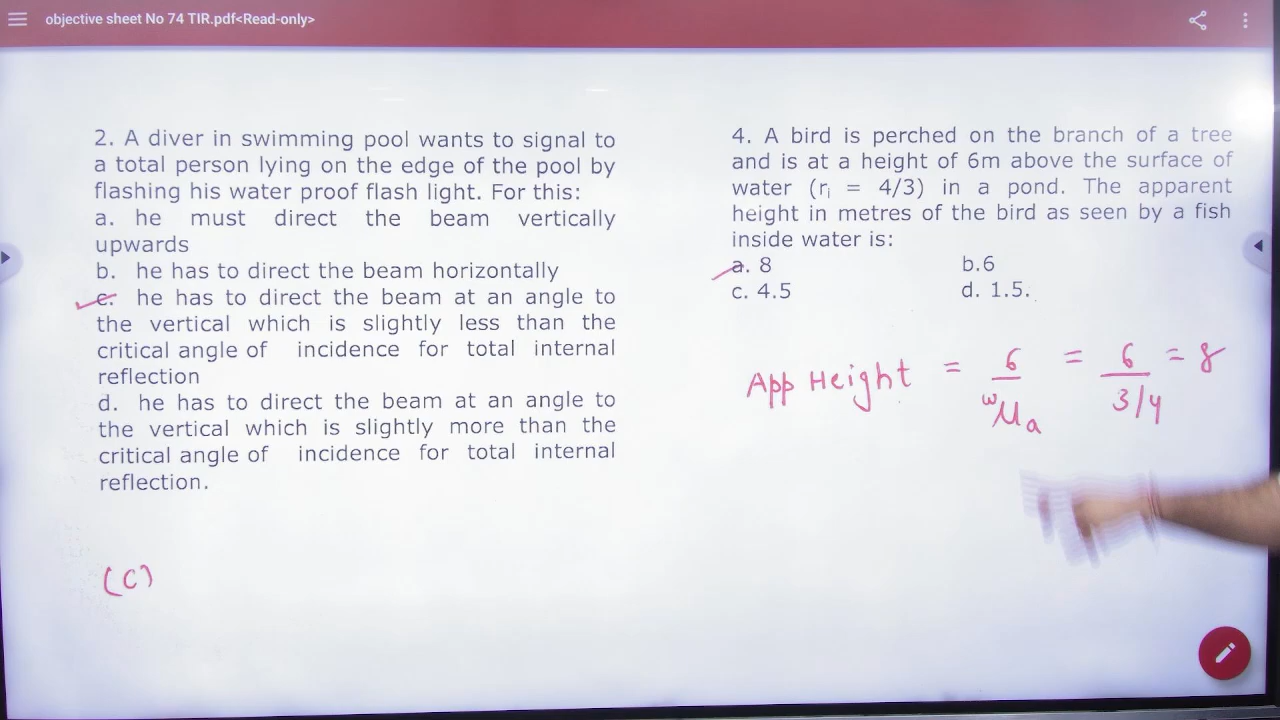 objective sheet No 74 TIR.pdf<Read-only>
2. A diver in swimming pool wants to signal to
a total person lying on the edge of the pool by
flashing his water proof flash light. For this:
a. he must direct the beam vertically
upwards
b. he has to direct the beam horizontally
c. he has to direct the beam at an angle to
the vertical which is slightly less than the
critical angle of incidence for total internal
reflection
d. he has to direct the beam at an angle to
the vertical which is slightly more than the
critical angle of incidence for total internal
reflection.
(C)
4. A bird is perched on the branch of a tree
and is at a height of 6m above the surface of
water (rᵢ = 4/3) in a pond. The apparent
height in metres of the bird as seen by a fish
inside water is:
a. 8 b.6
c. 4.5 d. 1.5.
App Height = 6/ʷμₐ = 6/3/4 = 8